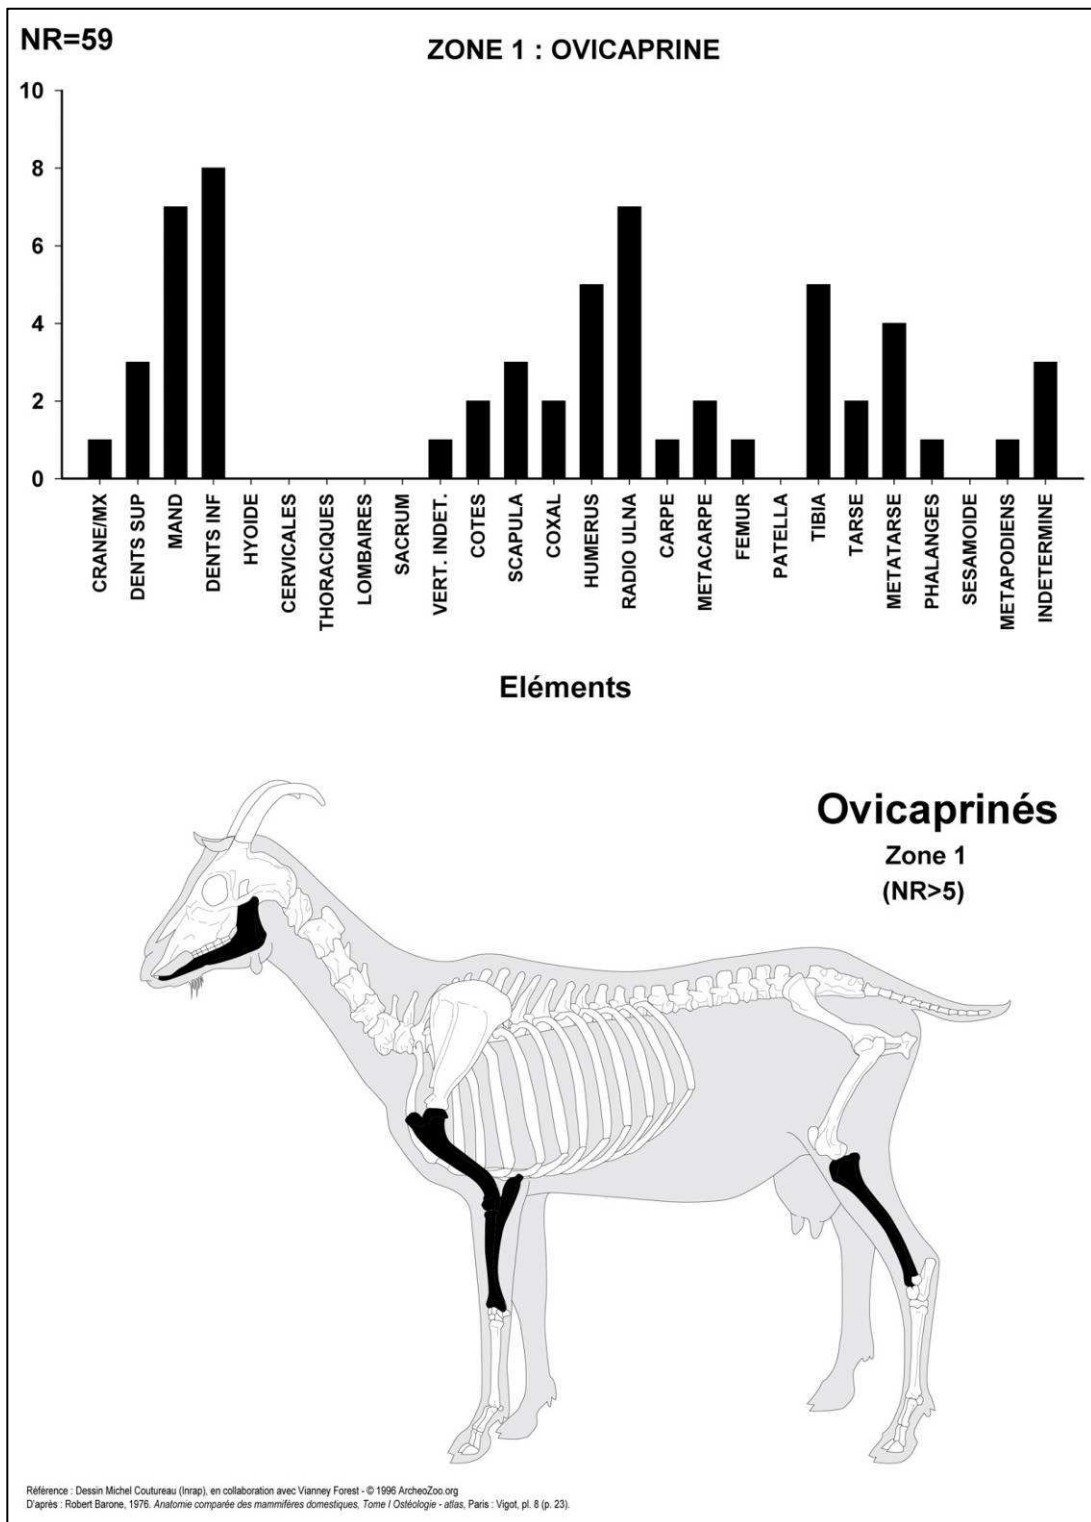 NR=59
ZONE 1 : OVICAPRINE
10
8
6
4
2
0
CRANE/MX
DENTS SUP
MAND
DENTS INF
HYOIDE
CERVICALES
THORACIQUES
LOMBAIRES
SACRUM
VERT. INDET.
COTES
SCAPULA
COXAL
HUMERUS
RADIO ULNA
CARPE
METACARPE
FEMUR
PATELLA
TIBIA
TARSE
METATARSE
PHALANGES
SESAMOIDE
METAPODIENS
INDETERMINE
Eléments
Ovicaprinés
Zone 1
(NR>5)
Référence : Dessin Michel Coutureau (Inrap), en collaboration avec Vianney Forest - © 1996 ArcheoZoo.org
D'après : Robert Barone, 1976. Anatomie comparée des mammifères domestiques, Tome I Ostéologie - atlas, Paris : Vigot, pl. 8 (p. 23).